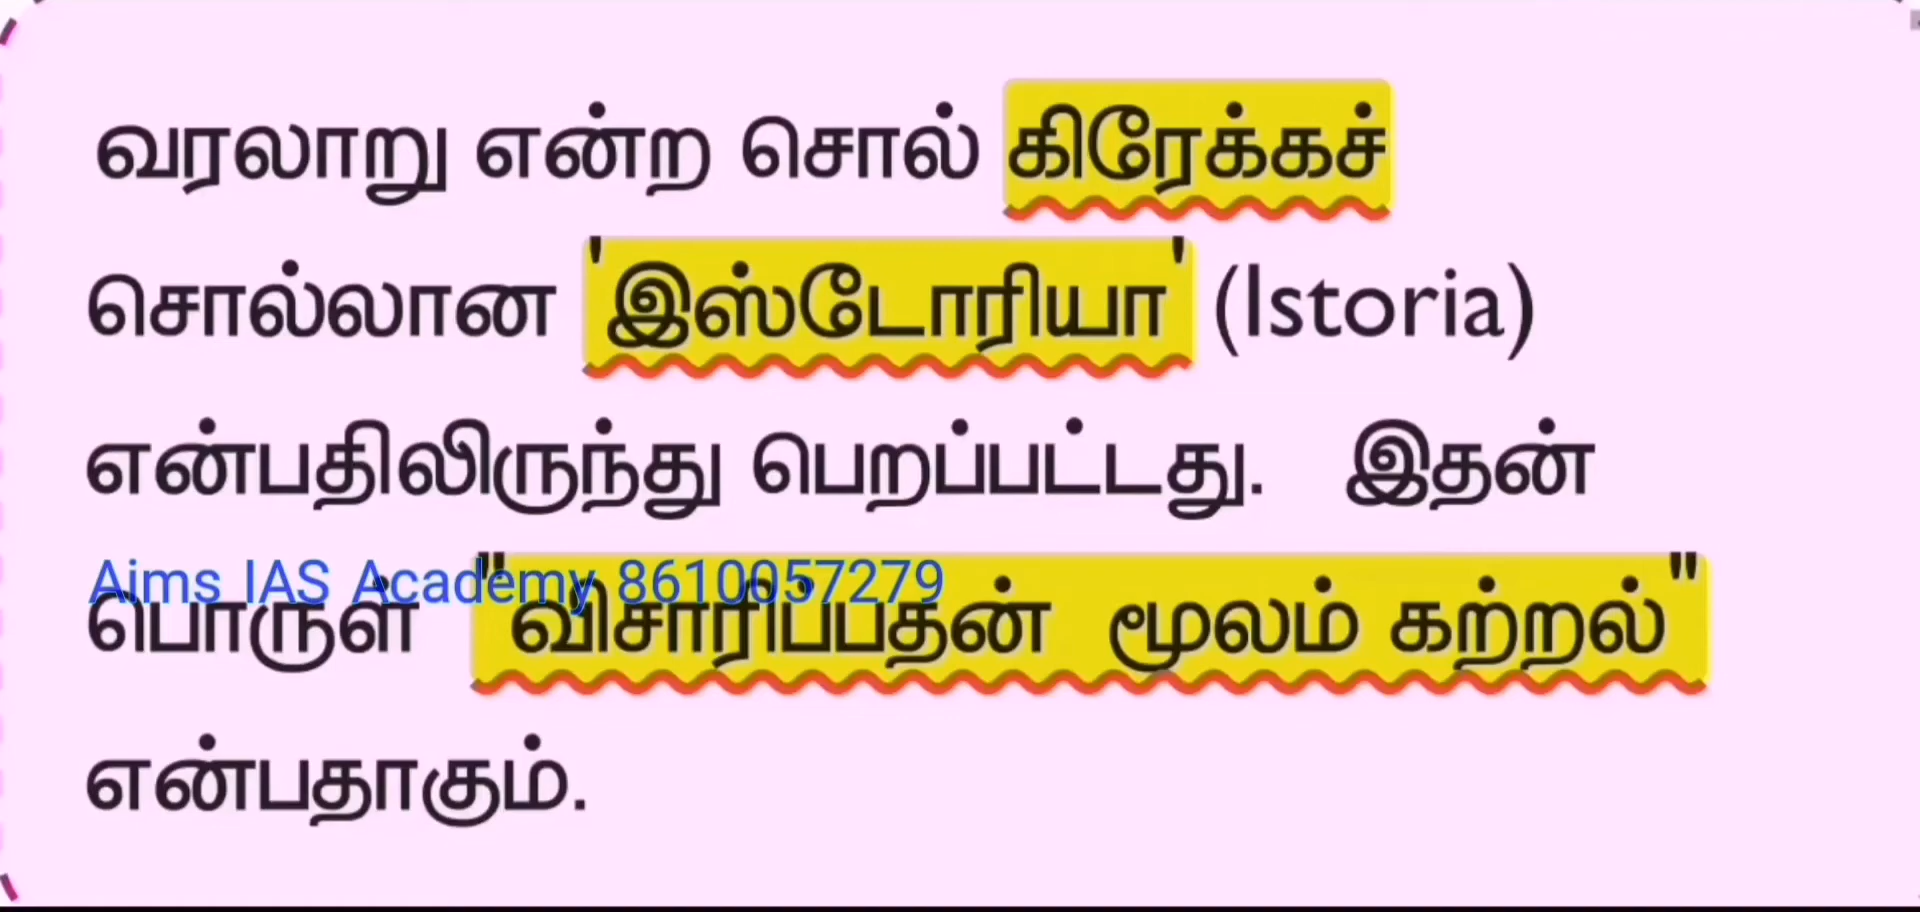 வரலாறு என்ற சொல் கிரேக்கச்
சொல்லான 'இஸ்டோரியா' (Istoria)
என்பதிலிருந்து பெறப்பட்டது. இதன்
Aims IAS Academy 8610057279
பொருள் "விசாரிப்பதன் மூலம் கற்றல்"
என்பதாகும்.